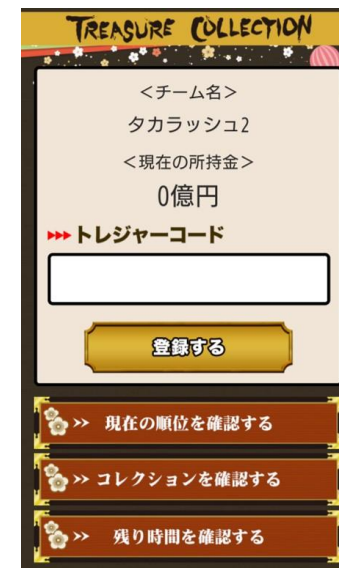 TREASURE COLLECTION
<チーム名>
タカラッシュ2
<現在の所持金>
0億円
▸▸▸トレジャーコード
登録する
>> 現在の順位を確認する
>> コレクションを確認する
>> 残り時間を確認する